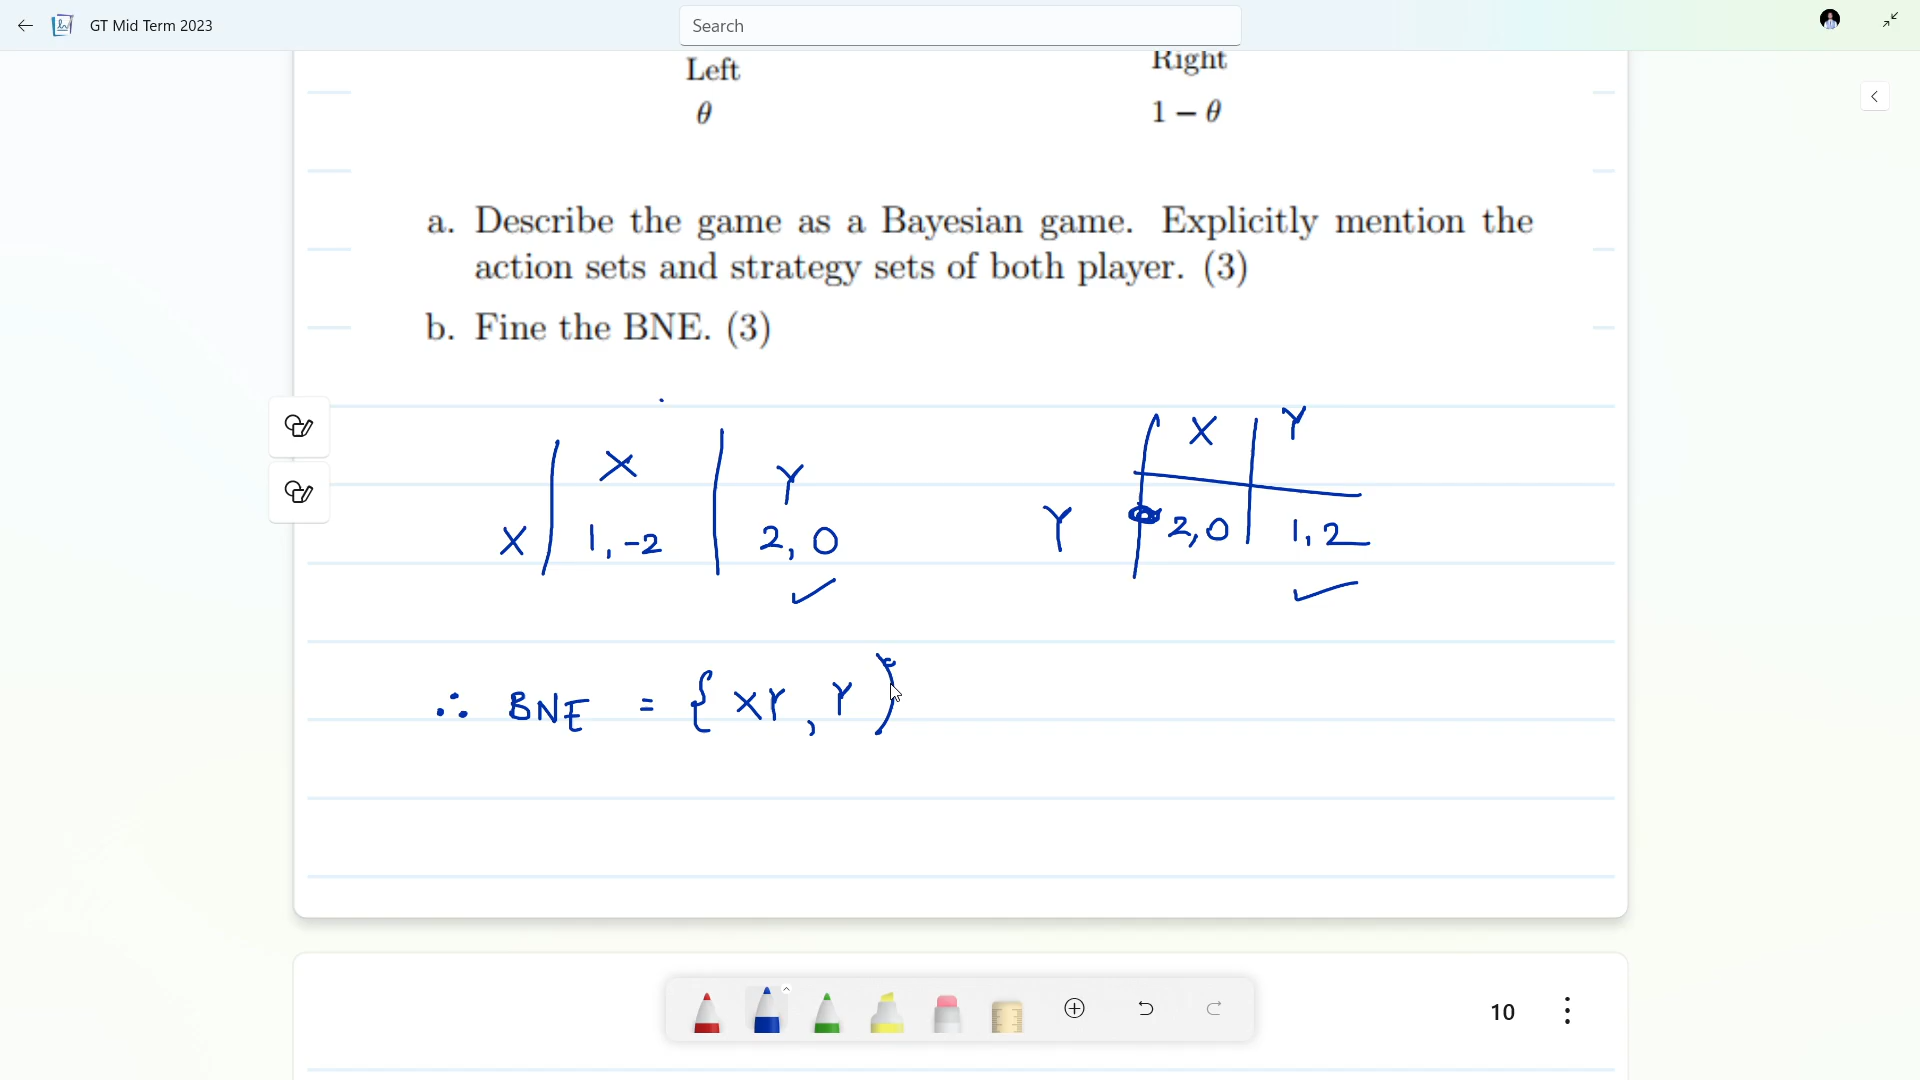 GT Mid Term 2023
Search
Left Right
θ 1 − θ
a. Describe the game as a Bayesian game. Explicitly mention the
action sets and strategy sets of both player. (3)
b. Fine the BNE. (3)
X Y X Y
X 1, -2 2, 0 Y 2, 0 1, 2
∴ BNE = { XY, Y )
10